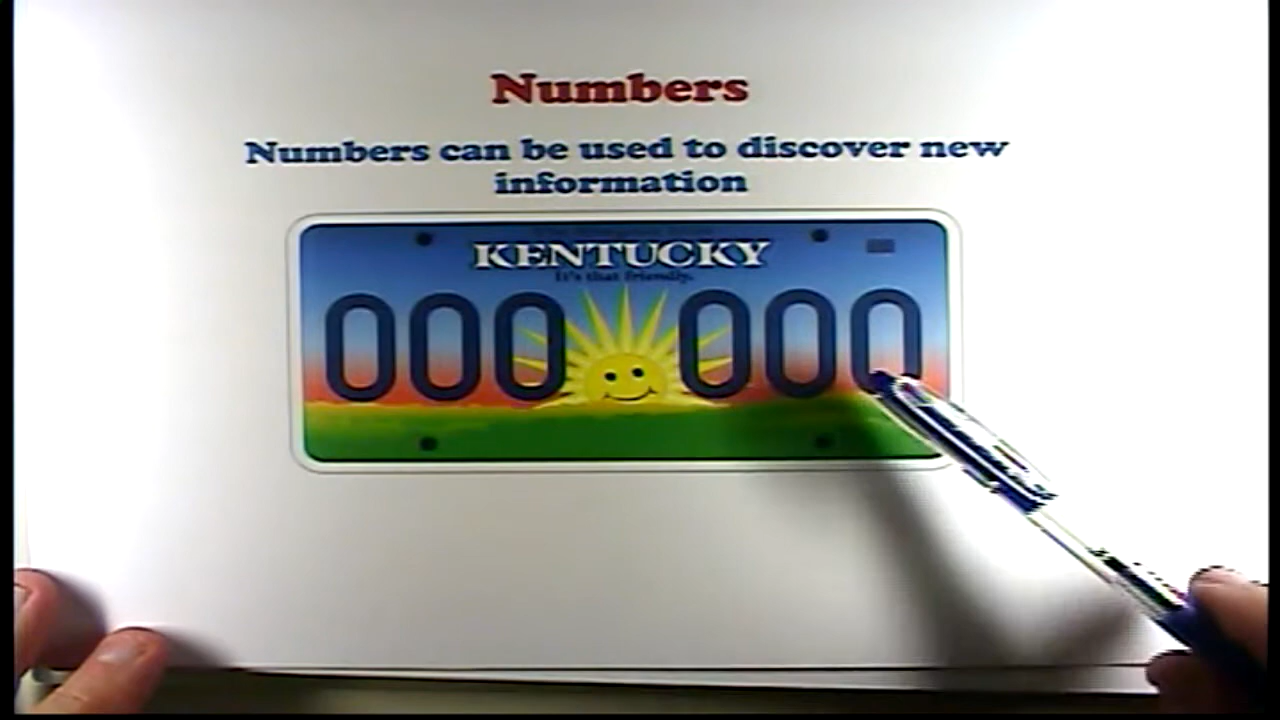 Numbers
Numbers can be used to discover new
information
KENTUCKY
It's that friendly.
000 000